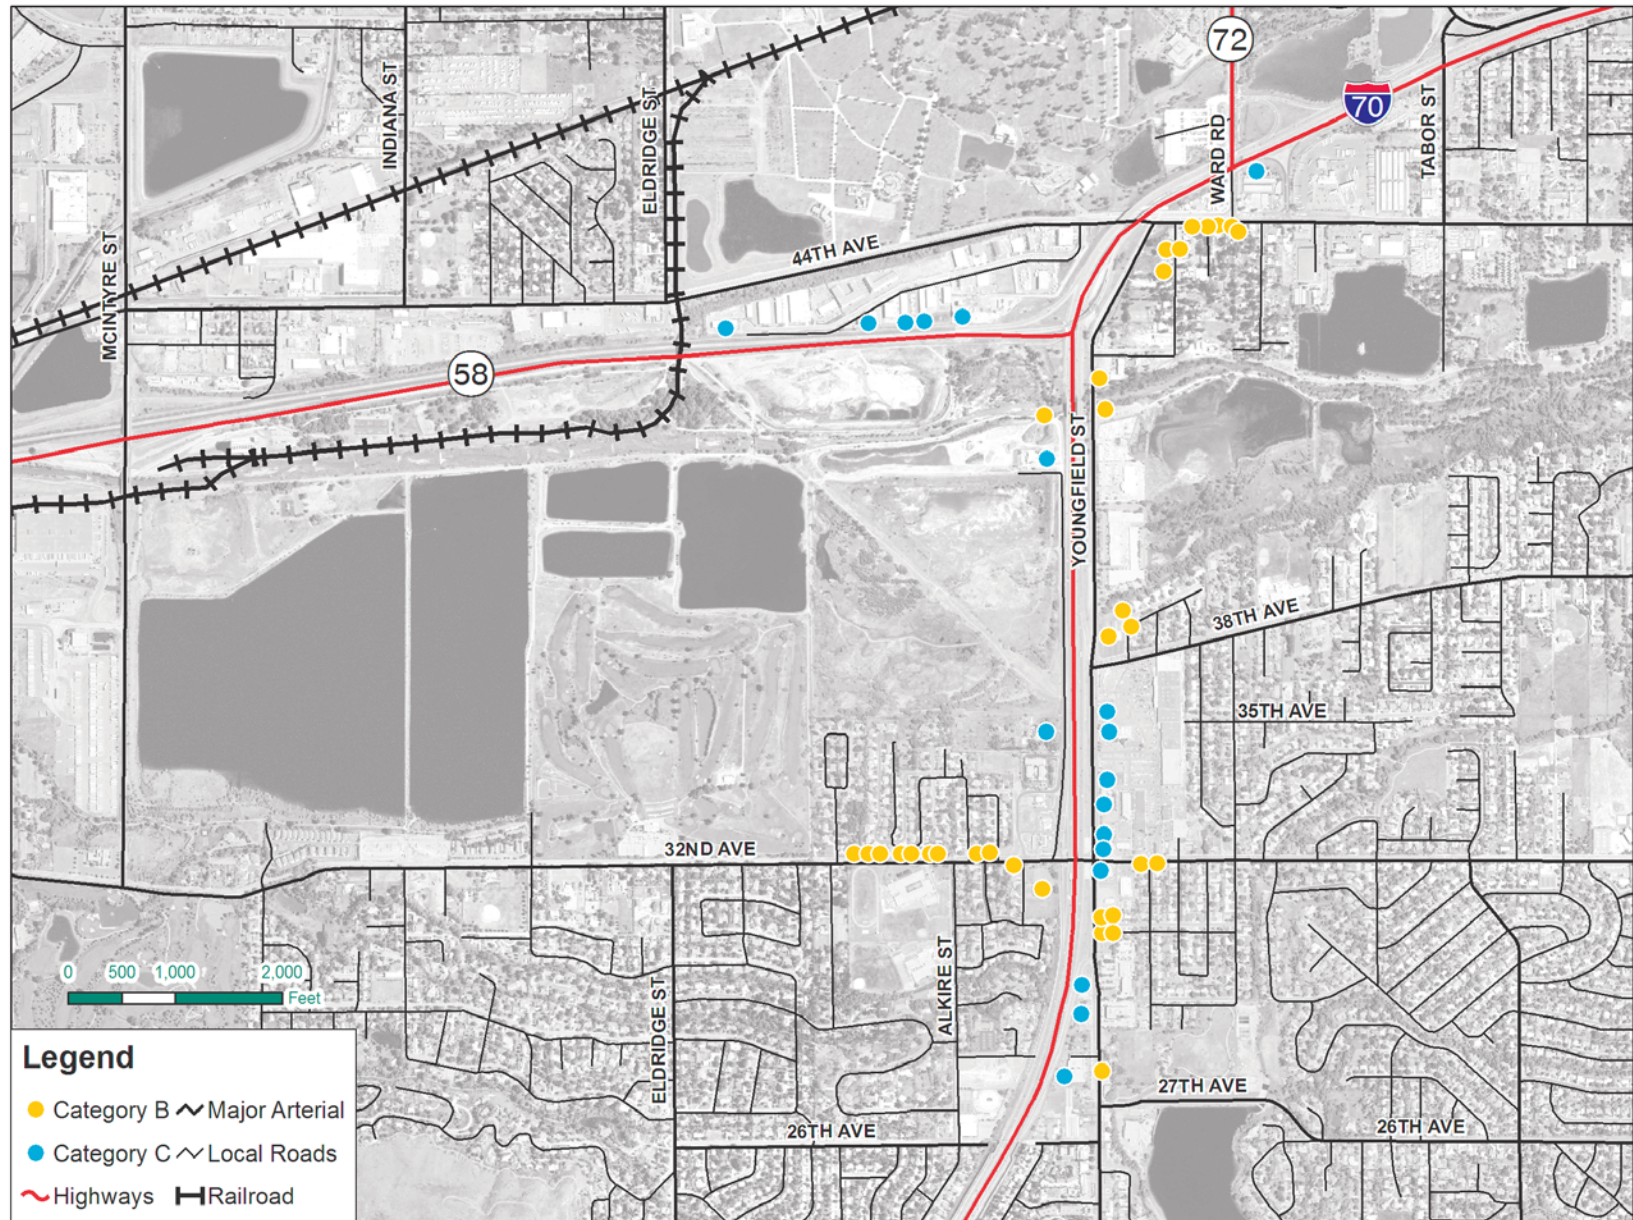 72
70
INDIANA ST
ELDRIDGE ST
WARD RD
TABOR ST
MCINTYRE ST
44TH AVE
58
YOUNGFIELD ST
38TH AVE
35TH AVE
32ND AVE
ALKIRE ST
ELDRIDGE ST
0 500 1,000 2,000
Feet
27TH AVE
26TH AVE
26TH AVE
Legend
Category B Major Arterial
Category C Local Roads
Highways Railroad